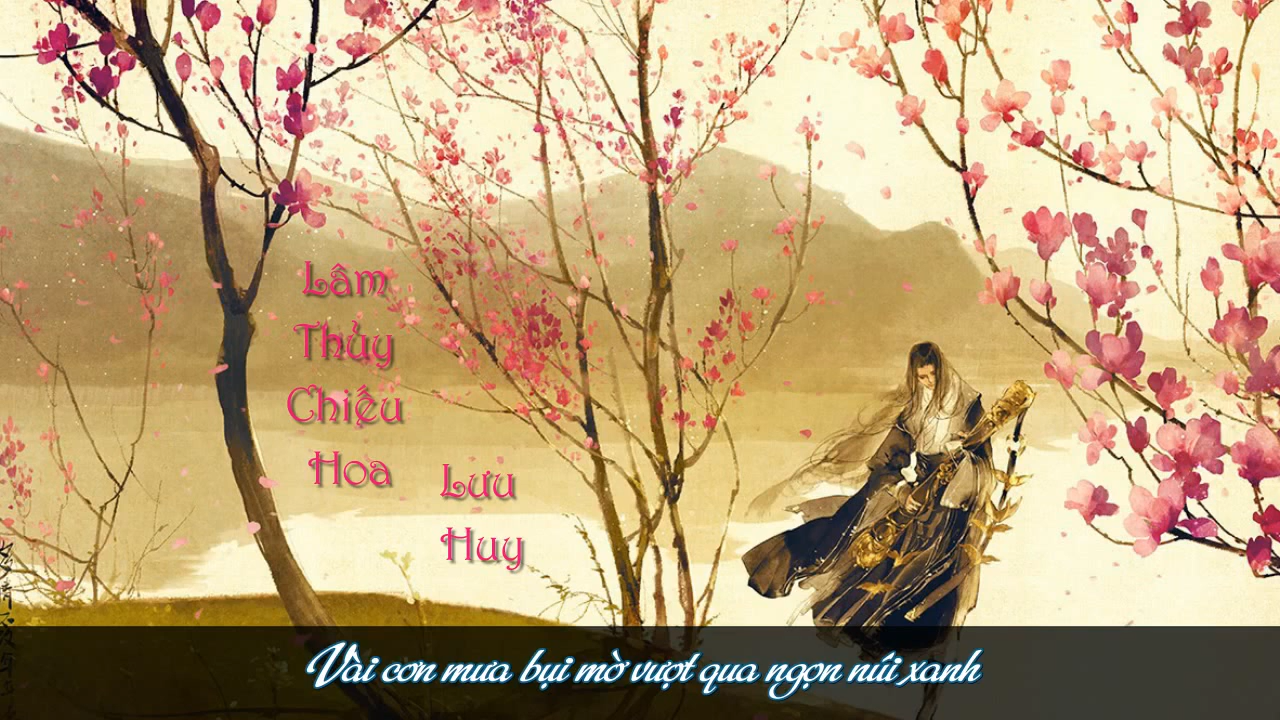 Lâm
Thủy
Chiếu
Hoa
Lưu
Huy
Vài cơn mưa bụi mờ vượt qua ngọn núi xanh